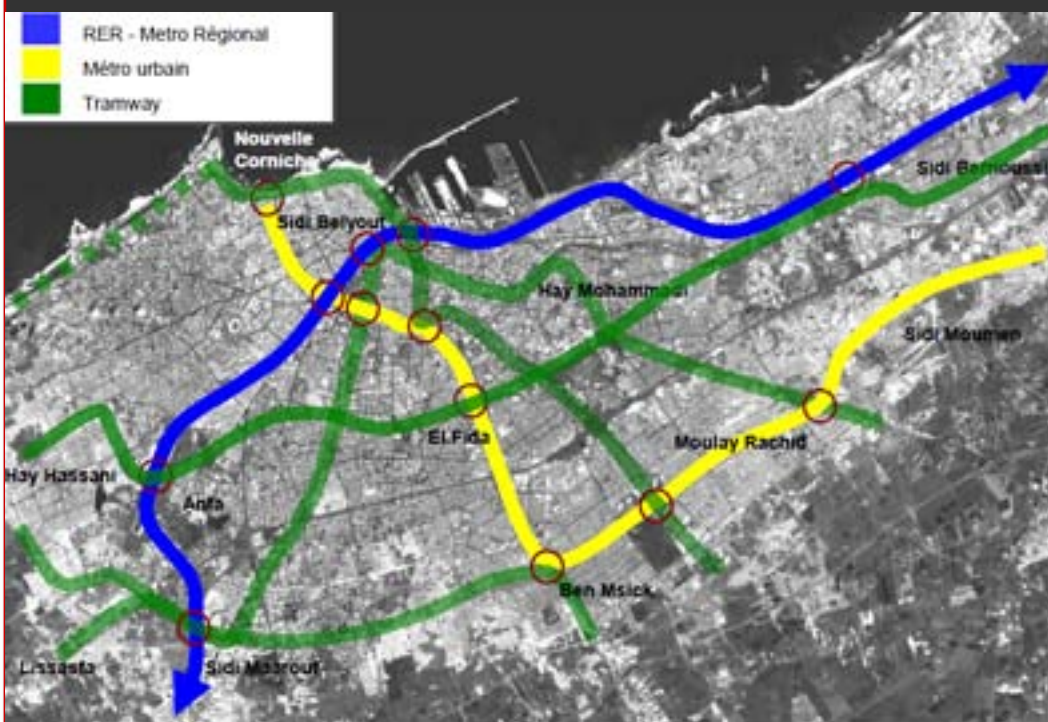 RER - Metro Régional
Métro urbain
Tramway
Nouvelle
Corniche
Sidi Belyout
Sidi Bernoussi
Hay Mohammadi
Sidi Moumen
El Fida
Moulay Rachid
Hay Hassani
Anfa
Ben Msick
Lissasfa
Sidi Maarouf